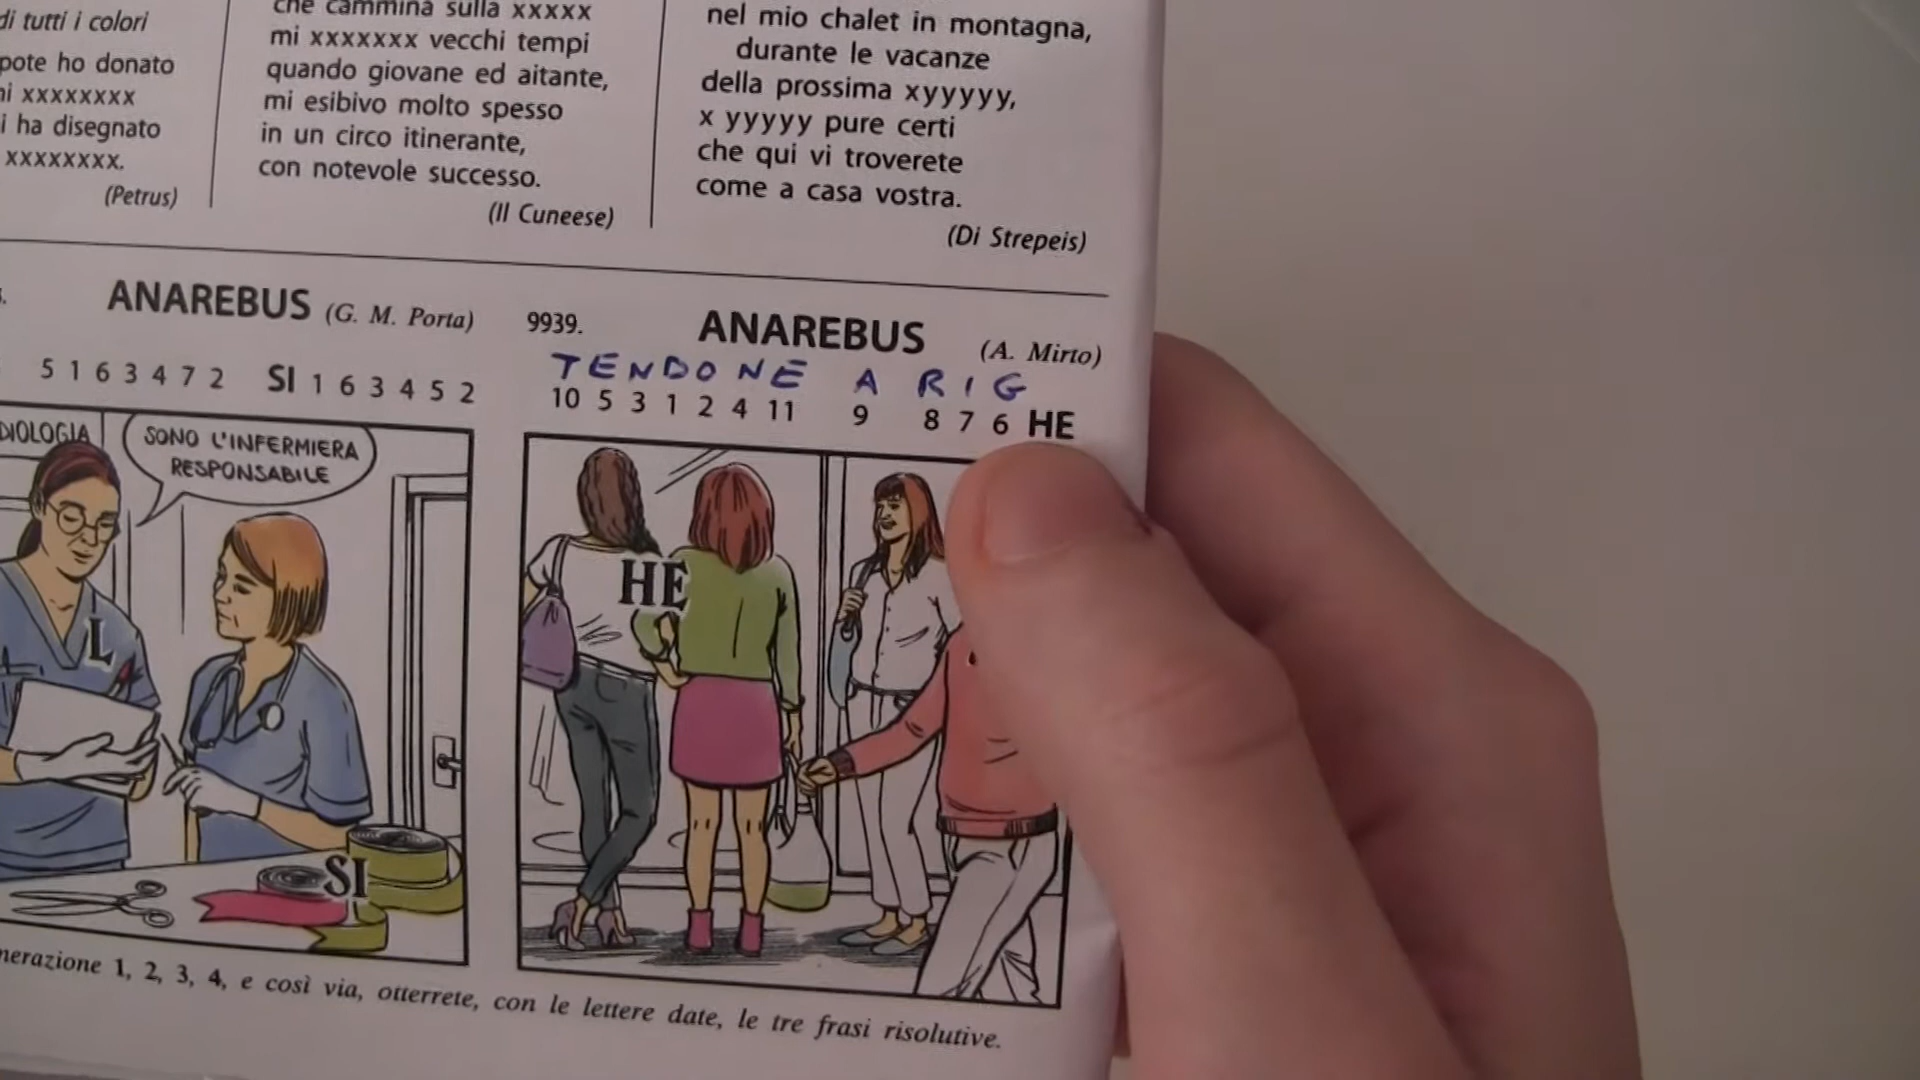 di tutti i colori
pote ho donato
xxxxxxxx
i ha disegnato
xxxxxxxx.
(Petrus)
che cammina sulla xxxxx
mi xxxxxxx vecchi tempi
quando giovane ed aitante,
mi esibivo molto spesso
in un circo itinerante,
con notevole successo.
(Il Cuneese)
nel mio chalet in montagna,
durante le vacanze
della prossima xyyyyy,
x yyyyy pure certi
che qui vi troverete
come a casa vostra.
(Di Strepeis)
ANAREBUS (G. M. Porta)
5 1 6 3 4 7 2 SI 1 6 3 4 5 2
DIOLOGIA
SONO L'INFERMIERA
RESPONSABILE
L
SI
9939. ANAREBUS (A. Mirto)
TENDONE A RIG
10 5 3 1 2 4 11 9 8 7 6 HE
HE
nerazione 1, 2, 3, 4, e così via, otterrete, con le lettere date, le tre frasi risolutive.